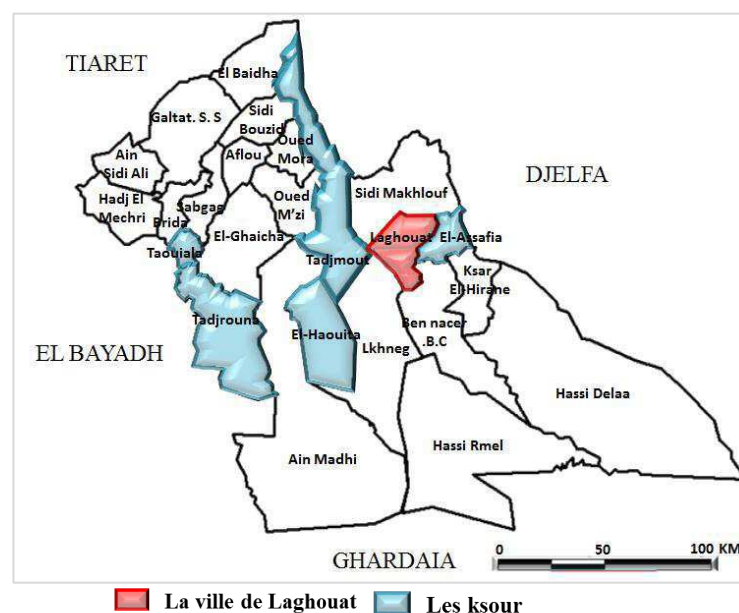 TIARET
El Baidha
Galtat. S. S
Sidi
Bouzid
Oued
Mora
Ain
Sidi Ali
Aflou
DJELFA
Sidi Makhlouf
Hadj El
Mechri
Sabgag
Brida
Oued
M'zi
Taouiala
El-Ghaicha
Laghouat
El-Assafia
Tadjmout
Ksar
El-Hirane
Tadjrouna
El-Haouita
Ben nacer
.B.C
Lkhneg
EL BAYADH
Hassi Delaa
Ain Madhi
Hassi Rmel
0 50 100 KM
GHARDAIA
La ville de Laghouat
Les ksour